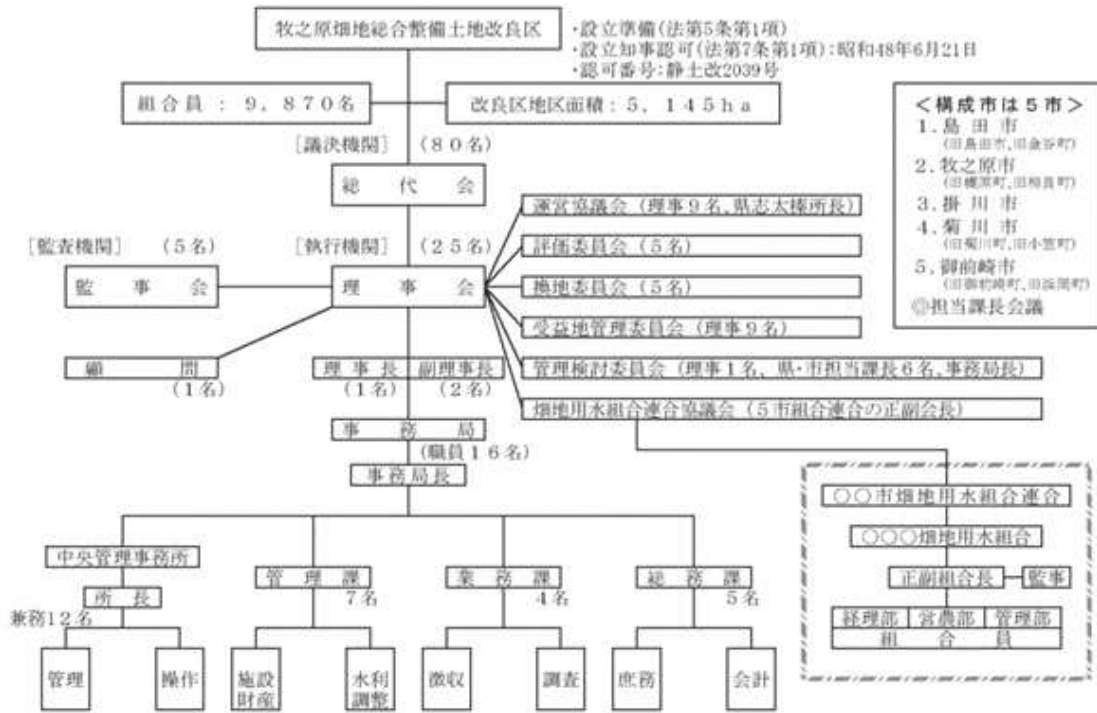 牧之原畑地総合整備土地改良区
・設立準備(法第5条第1項)
・設立知事認可(法第7条第1項):昭和48年6月21日
・認可番号:静土改2039号
組合員 : 9,870名
改良区地区面積:5,145ha
＜構成市は5市＞
1.島田市
(旧島田市,旧金谷町)
2.牧之原市
(旧榛原町,旧相良町)
3.掛川市
4.菊川市
(旧菊川町,旧小笠町)
5.御前崎市
(旧御前崎町,旧浜岡町)
◎担当課長会議
[議決機関] (80名)
総代会
運営協議会(理事9名,県志太榛所長)
[監査機関] (5名)
[執行機関] (25名)
評価委員会(5名)
監事会
理事会
換地委員会(5名)
受益地管理委員会(理事9名)
顧問
(1名)
理事長 副理事長
(1名) (2名)
管理検討委員会(理事1名、県・市担当課長6名,事務局長)
畑地用水組合連合協議会(5市組合連合の正副会長)
事務局
(職員16名)
事務局長
○○市畑地用水組合連合
○○○畑地用水組合
正副組合長
監事
経理部 営農部 管理部
組合員
中央管理事務所
所長
兼務12名
管理課
7名
業務課
4名
総務課
5名
管理
操作
施設
財産
水利
調整
徴収
調査
庶務
会計